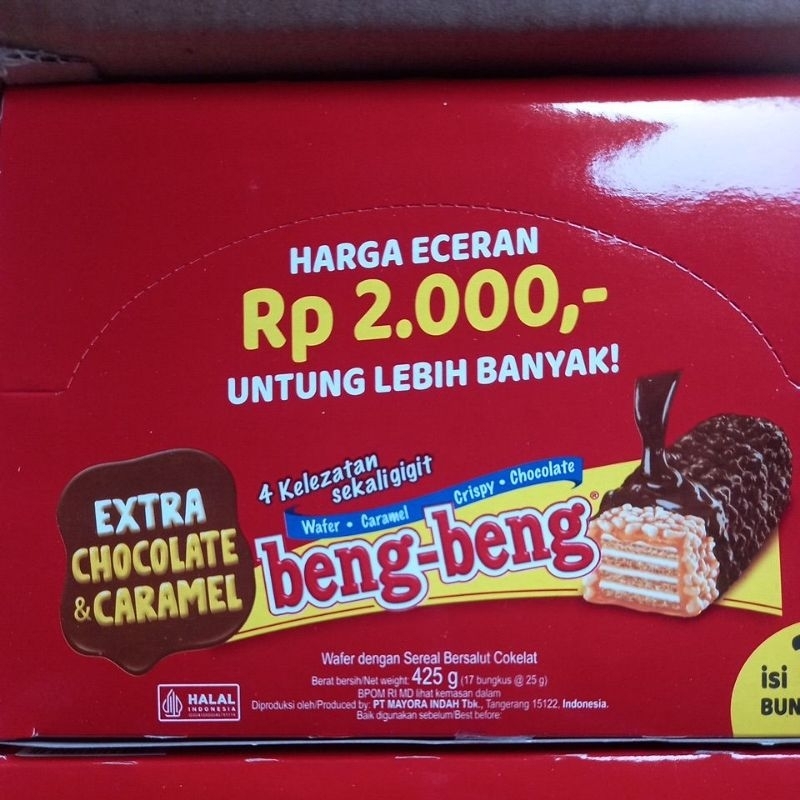 HARGA ECERAN
Rp 2.000,-
UNTUNG LEBIH BANYAK!
4 Kelezatan
sekali gigit
Wafer • Caramel
Crispy • Chocolate
EXTRA
CHOCOLATE
& CARAMEL
beng-beng®
Wafer dengan Sereal Bersalut Cokelat
Berat bersih/Net weight: 425 g (17 bungkus @ 25 g)
BPOM RI MD lihat kemasan dalam
Diproduksi oleh/Produced by: PT MAYORA INDAH Tbk., Tangerang 15122, Indonesia.
Baik digunakan sebelum/Best before:
HALAL
INDONESIA
isi
BUN